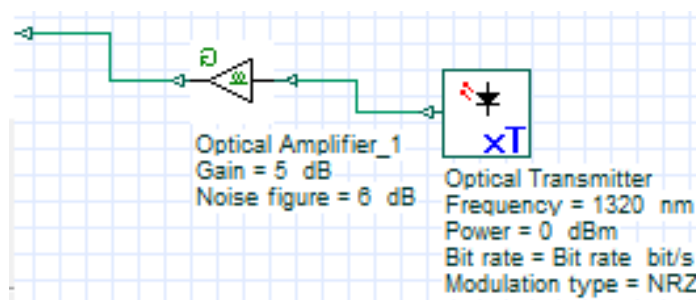 G
Optical Amplifier_1
Gain = 5 dB
Noise figure = 6 dB
xT
Optical Transmitter
Frequency = 1320 nm
Power = 0 dBm
Bit rate = Bit rate bit/s
Modulation type = NRZ